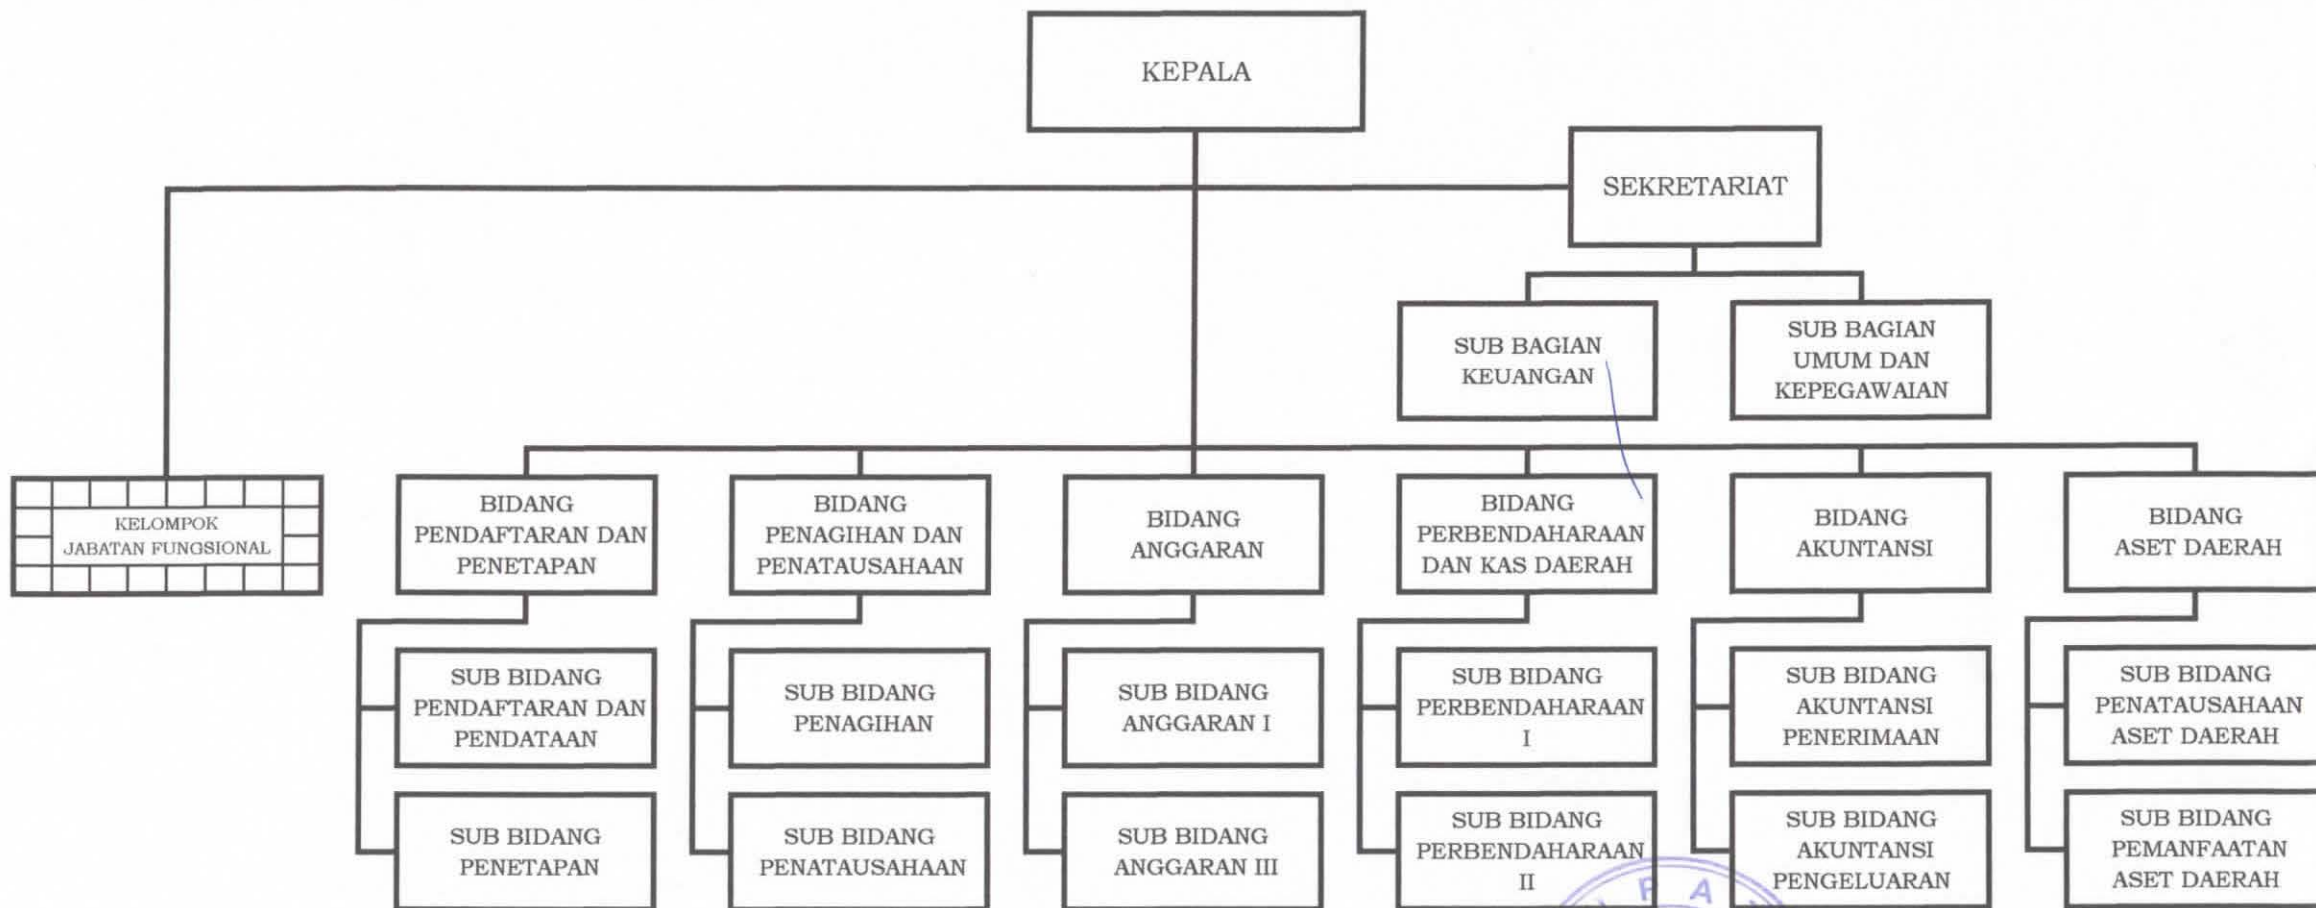 KEPALA
SEKRETARIAT
SUB BAGIAN
KEUANGAN
SUB BAGIAN
UMUM DAN
KEPEGAWAIAN
KELOMPOK
JABATAN FUNGSIONAL
BIDANG
PENDAFTARAN DAN
PENETAPAN
BIDANG
PENAGIHAN DAN
PENATAUSAHAAN
BIDANG
ANGGARAN
BIDANG
PERBENDAHARAAN
DAN KAS DAERAH
BIDANG
AKUNTANSI
BIDANG
ASET DAERAH
SUB BIDANG
PENDAFTARAN DAN
PENDATAAN
SUB BIDANG
PENAGIHAN
SUB BIDANG
ANGGARAN I
SUB BIDANG
PERBENDAHARAAN
I
SUB BIDANG
AKUNTANSI
PENERIMAAN
SUB BIDANG
PENATAUSAHAAN
ASET DAERAH
SUB BIDANG
PENETAPAN
SUB BIDANG
PENATAUSAHAAN
SUB BIDANG
ANGGARAN III
SUB BIDANG
PERBENDAHARAAN
II
SUB BIDANG
AKUNTANSI
PENGELUARAN
SUB BIDANG
PEMANFAATAN
ASET DAERAH